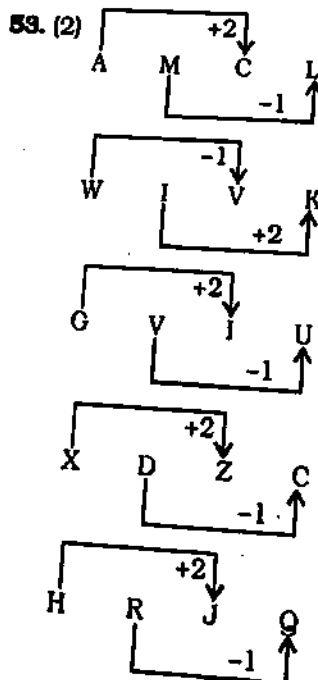 53. (2)
+2
A M C L
-1
-1
W I V K
+2
+2
G V I U
-1
+2
X D Z C
-1
+2
H R J Q
-1